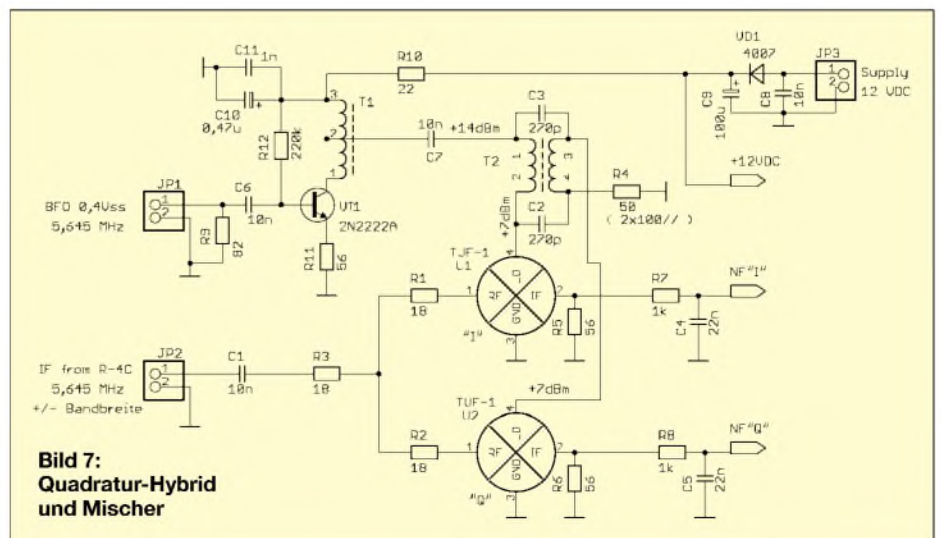 C11
1n
C10
0,47u
R12
220k
T1
3
2
1
R10
22
VD1
4007
C9
100u
C8
10n
JP3
1
2
Supply
12 VDC
+12VDC
C3
270p
10n
C7
+14dBm
T2
1
2
3
4
R4
50
( 2x100// )
C2
270p
+7dBm
JP1
1
2
BFO 0,4Vss
5,645 MHz
C6
10n
R9
82
VT1
2N2222A
R11
56
TUF-1
U1
4
LO
RF
IF
GND
1
2
3
"I"
R1
18
R5
56
R7
1k
C4
22n
NF"I"
JP2
1
2
IF from R-4C
5,645 MHz
+/- Bandbreite
C1
10n
R3
18
R2
18
+7dBm
TUF-1
U2
4
LO
RF
IF
GND
1
2
3
"Q"
R6
56
R8
1k
C5
22n
NF"Q"
Bild 7:
Quadratur-Hybrid
und Mischer